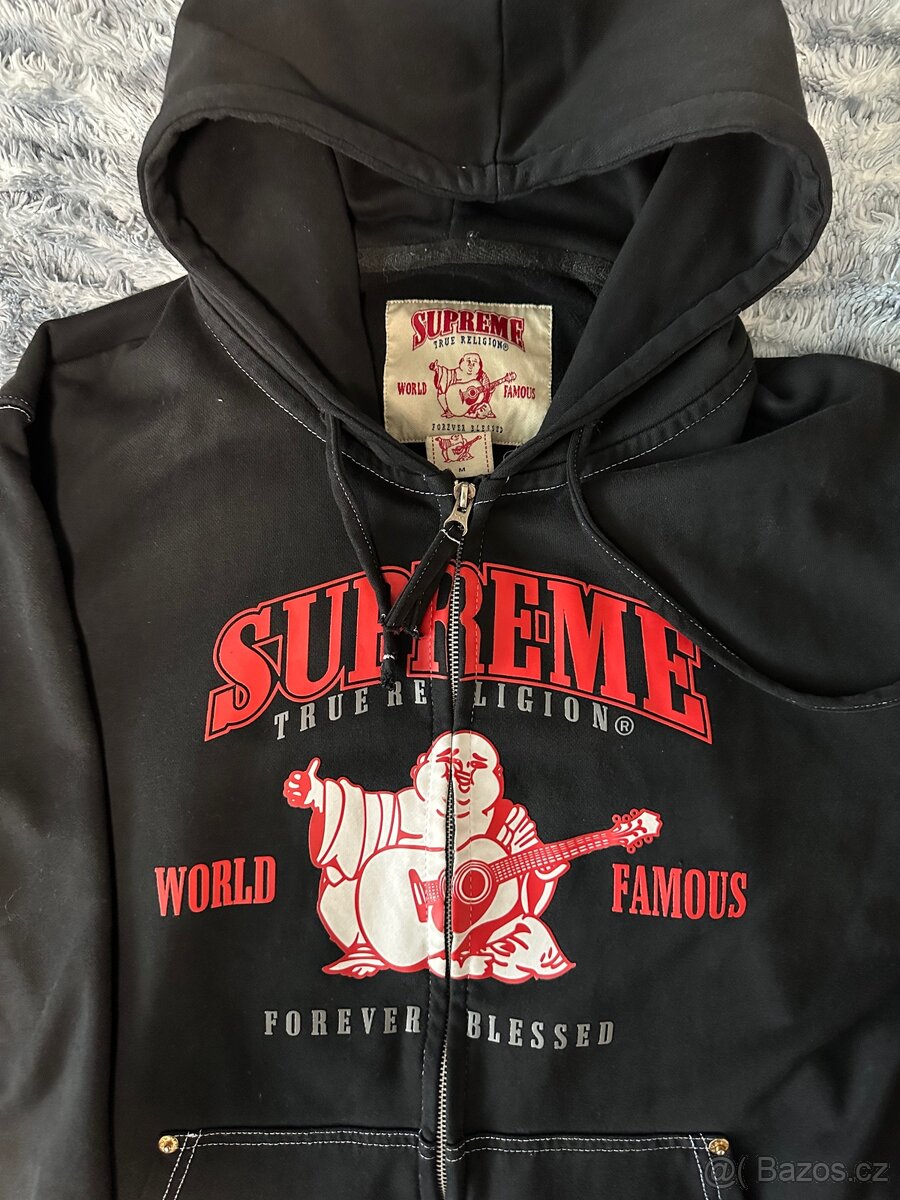 SUPREME
TRUE RELIGION®
WORLD FAMOUS
FOREVER BLESSED
M
SUPREME
TRUE RELIGION®
WORLD FAMOUS
FOREVER BLESSED
@( Bazos.cz